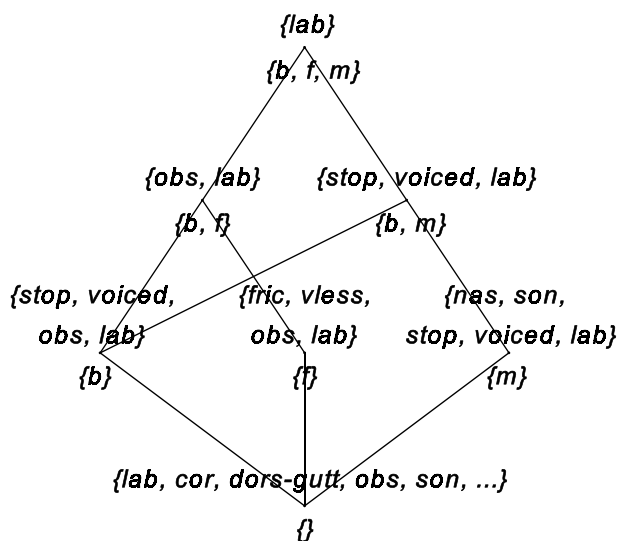 {lab}
{b, f, m}
{obs, lab} {stop, voiced, lab}
{b, f} {b, m}
{stop, voiced, {fric, vless, {nas, son,
obs, lab} obs, lab} stop, voiced, lab}
{b} {f} {m}
{lab, cor, dors-gutt, obs, son, ...}
{}